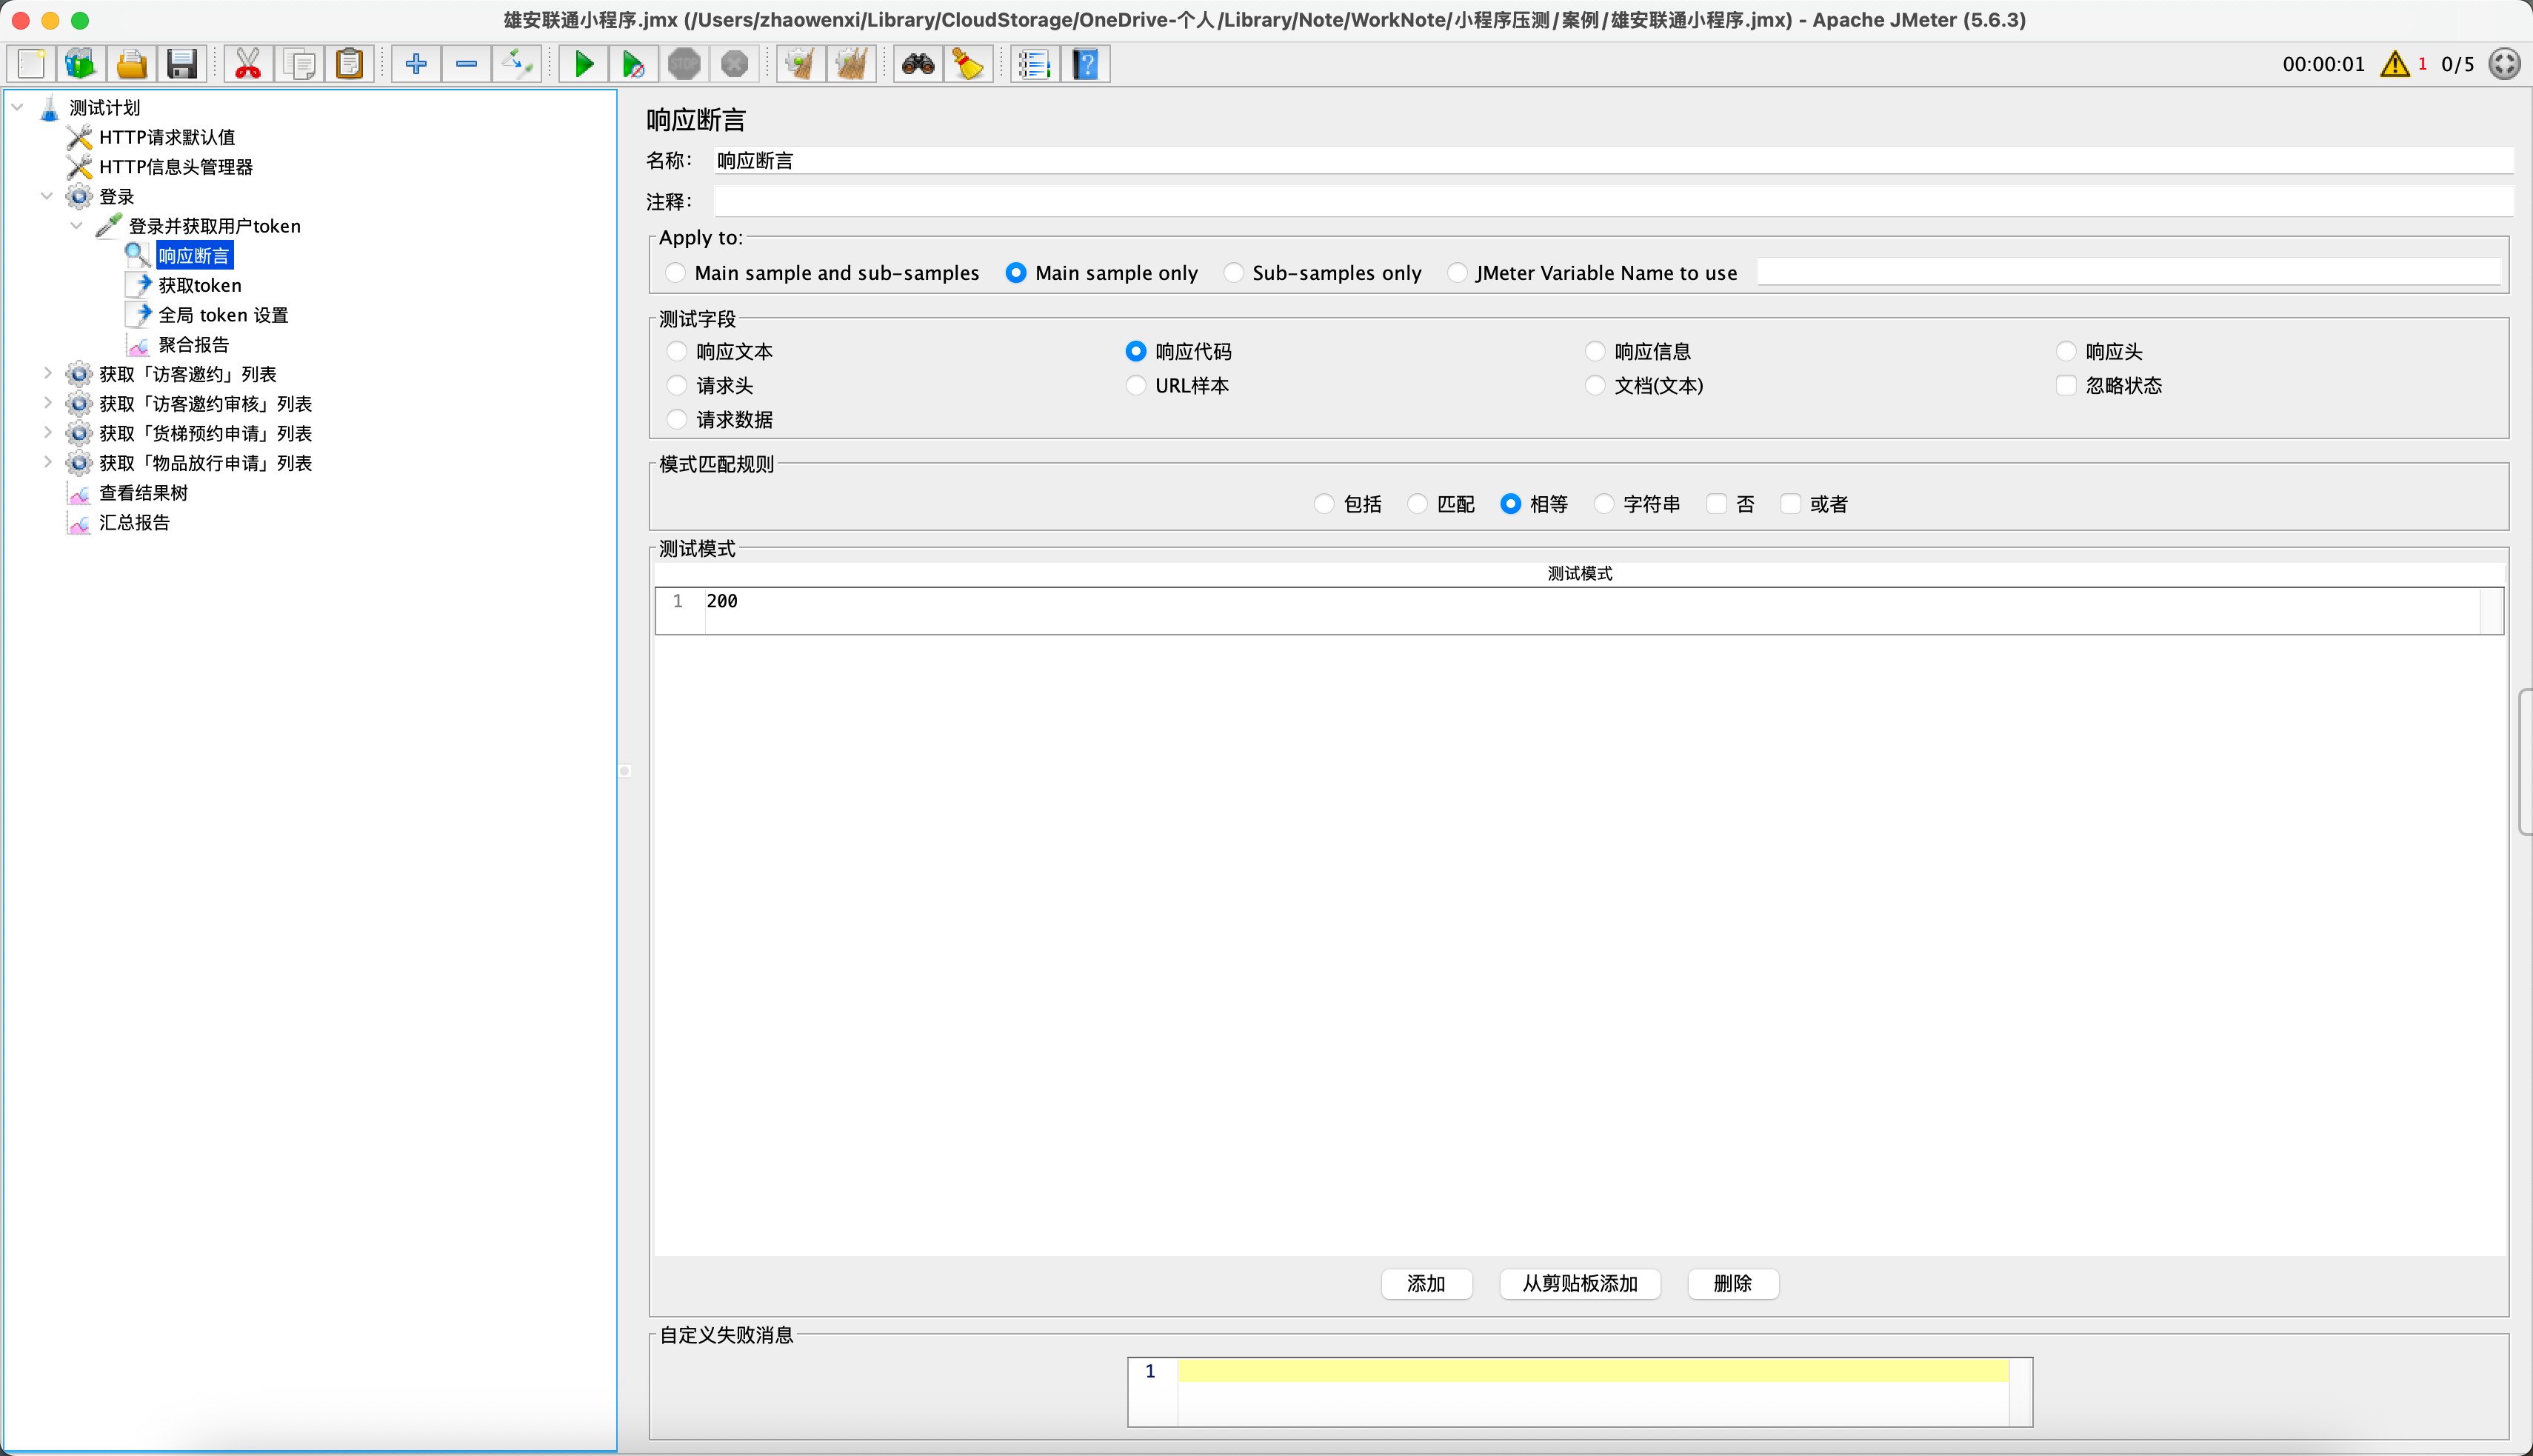 雄安联通小程序.jmx (/Users/zhaowenxi/Library/CloudStorage/OneDrive-个人/Library/Note/WorkNote/小程序压测/案例/雄安联通小程序.jmx) - Apache JMeter (5.6.3)
STOP
00:00:01 1 0/5
测试计划
HTTP请求默认值
HTTP信息头管理器
登录
登录并获取用户token
响应断言
获取token
全局 token 设置
聚合报告
获取「访客邀约」列表
获取「访客邀约审核」列表
获取「货梯预约申请」列表
获取「物品放行申请」列表
查看结果树
汇总报告
响应断言
名称： 响应断言
注释：
Apply to:
Main sample and sub-samples Main sample only Sub-samples only JMeter Variable Name to use
测试字段
响应文本 响应代码 响应信息 响应头
请求头 URL样本 文档(文本) 忽略状态
请求数据
模式匹配规则
包括 匹配 相等 字符串 否 或者
测试模式
测试模式
1 200
添加 从剪贴板添加 删除
自定义失败消息
1